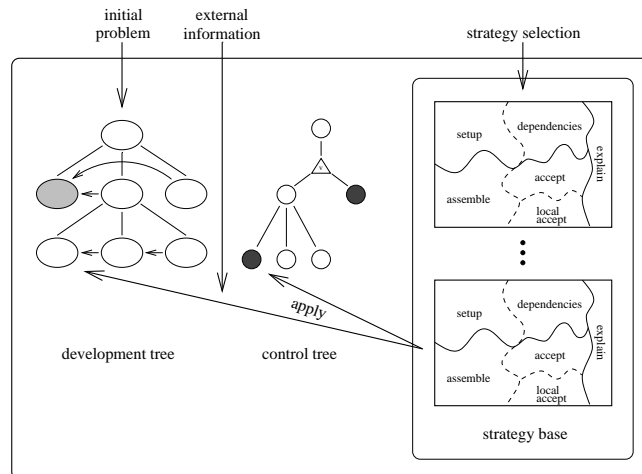 initial
problem
external
information
strategy selection
setup
dependencies
explain
accept
assemble
local
accept
apply
setup
dependencies
explain
accept
assemble
local
accept
development tree
control tree
strategy base